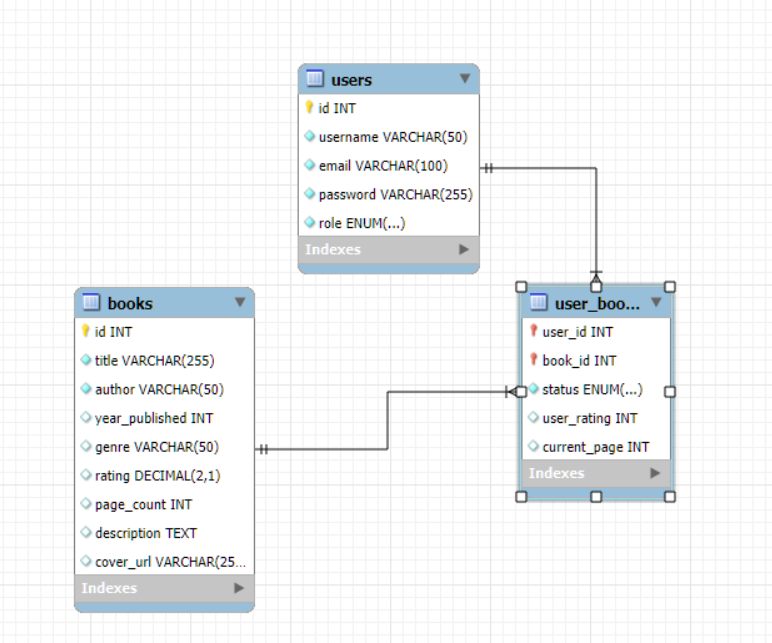 users
id INT
username VARCHAR(50)
email VARCHAR(100)
password VARCHAR(255)
role ENUM(...)
Indexes
books
id INT
title VARCHAR(255)
author VARCHAR(50)
year_published INT
genre VARCHAR(50)
rating DECIMAL(2,1)
page_count INT
description TEXT
cover_url VARCHAR(25...
Indexes
user_boo...
user_id INT
book_id INT
status ENUM(...)
user_rating INT
current_page INT
Indexes